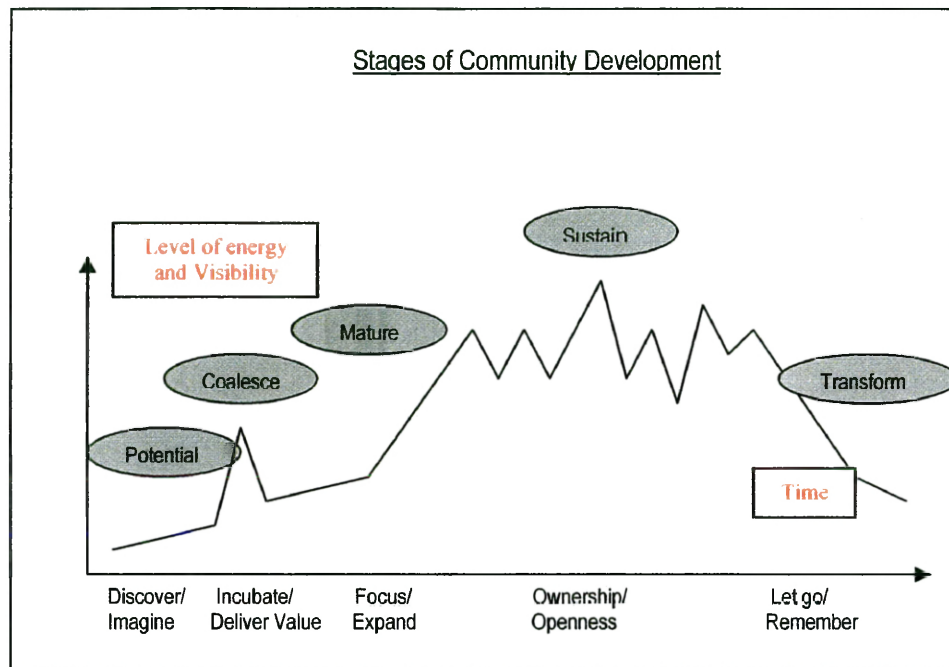 Stages of Community Development
Level of energy
and Visibility
Sustain
Mature
Coalesce
Transform
Potential
Time
Discover/
Imagine
Incubate/
Deliver Value
Focus/
Expand
Ownership/
Openness
Let go/
Remember